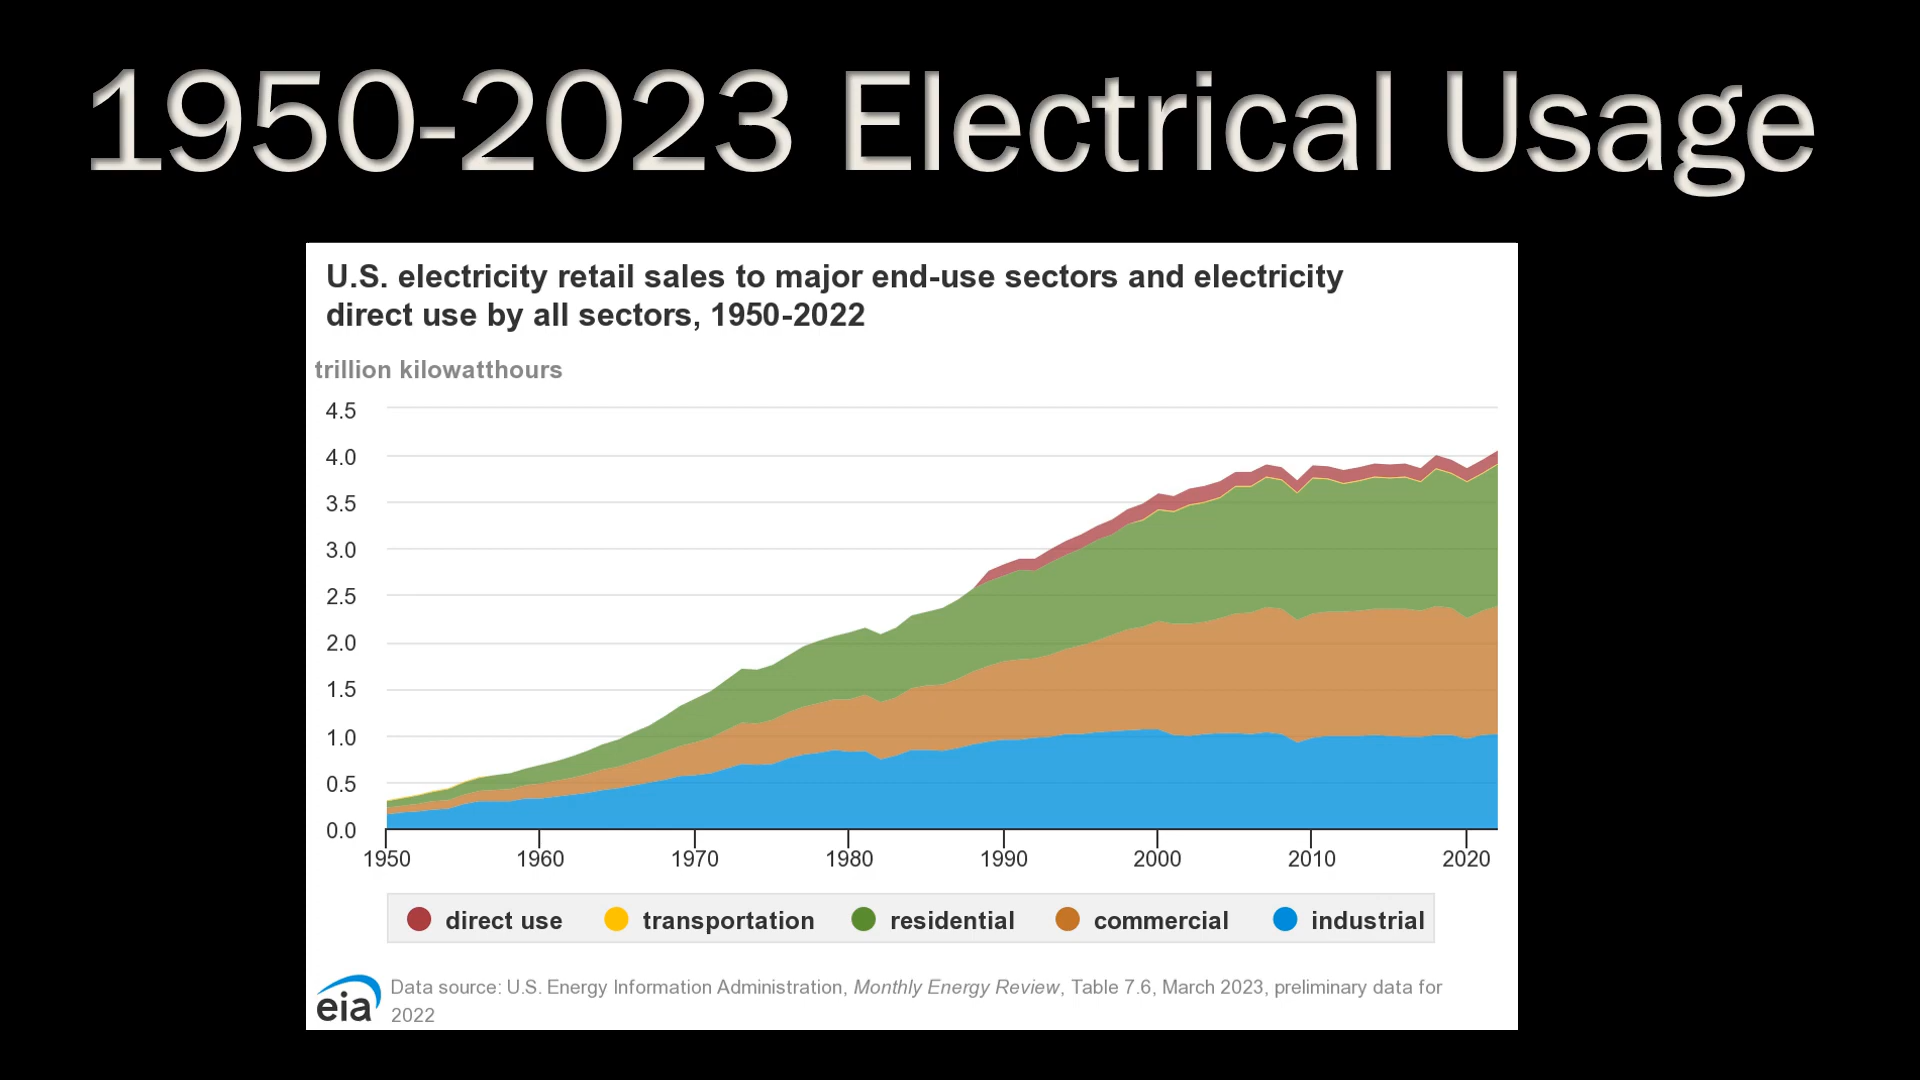 1950-2023 Electrical Usage
U.S. electricity retail sales to major end-use sectors and electricity
direct use by all sectors, 1950-2022
trillion kilowatthours
4.5
4.0
3.5
3.0
2.5
2.0
1.5
1.0
0.5
0.0
1950 1960 1970 1980 1990 2000 2010 2020
direct use transportation residential commercial industrial
eia Data source: U.S. Energy Information Administration, Monthly Energy Review, Table 7.6, March 2023, preliminary data for
2022